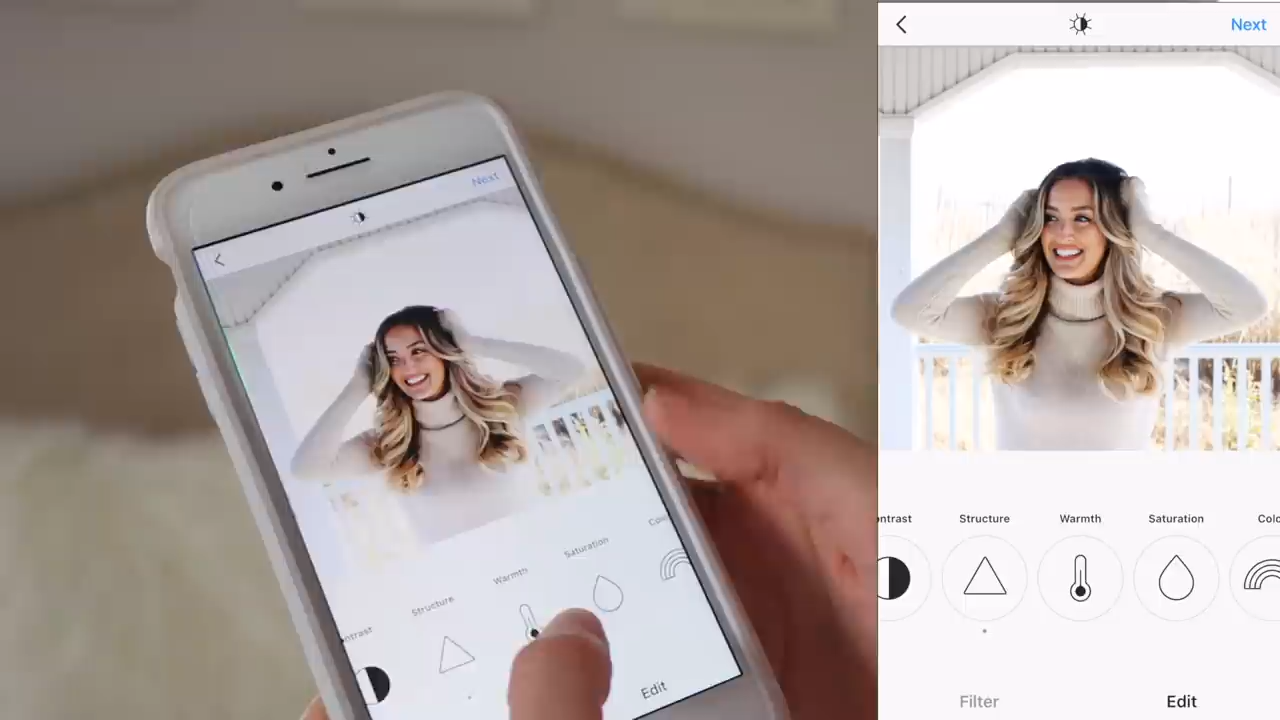 Next
Saturation
Warmth
Structure
ntrast
Edit
Next
ntrast
Structure
Warmth
Saturation
Colo
Filter
Edit